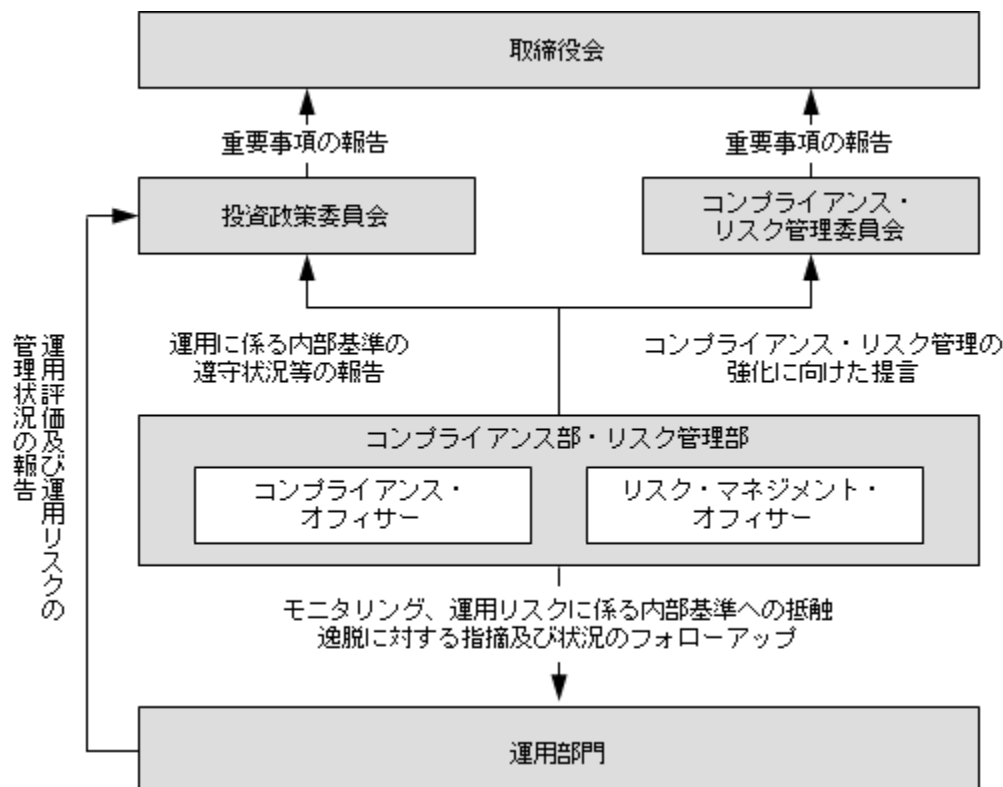 取締役会
重要事項の報告
重要事項の報告
投資政策委員会
コンプライアンス・
リスク管理委員会
運用に係る内部基準の
遵守状況等の報告
コンプライアンス・リスク管理の
強化に向けた提言
運用評価及び運用リスクの
管理状況の報告
コンプライアンス部・リスク管理部
コンプライアンス・
オフィサー
リスク・マネジメント・
オフィサー
モニタリング、運用リスクに係る内部基準への抵触
逸脱に対する指摘及び状況のフォローアップ
運用部門